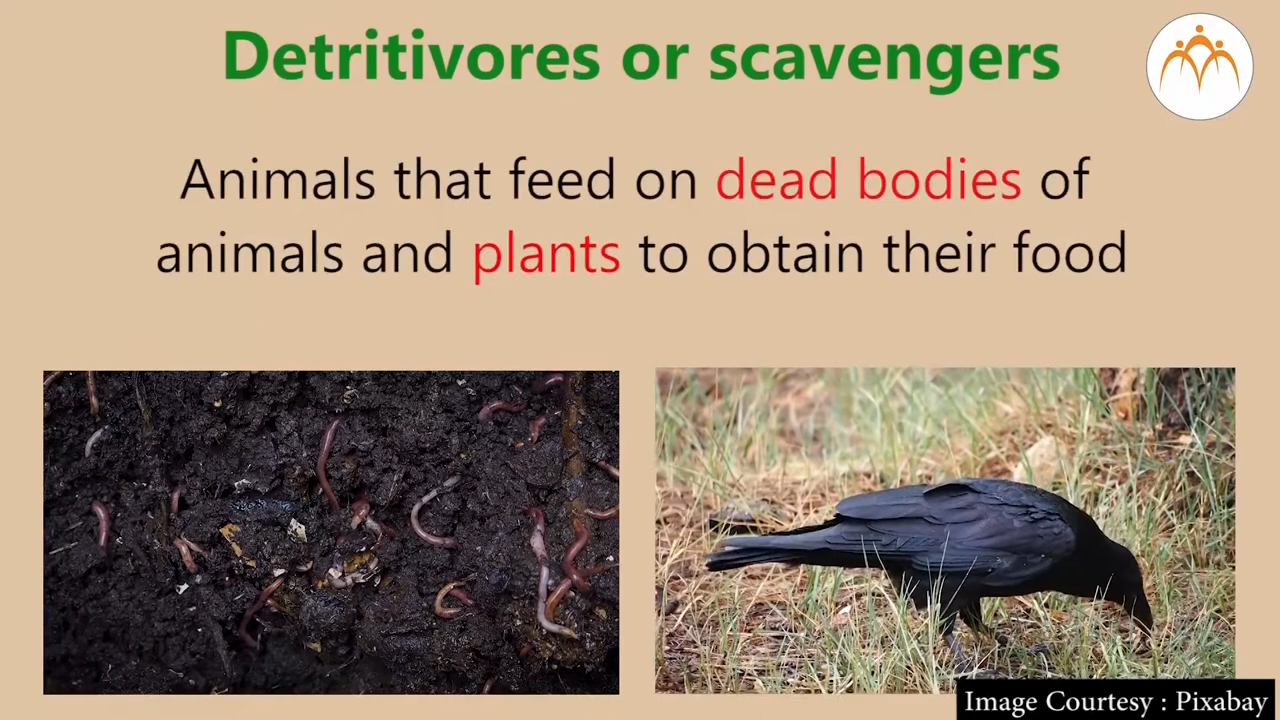 Detritivores or scavengers
Animals that feed on dead bodies of
animals and plants to obtain their food
Image Courtesy : Pixabay